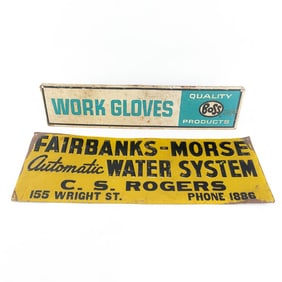 WORK GLOVES
QUALITY
BOSS
PRODUCTS
FAIRBANKS-MORSE
Automatic WATER SYSTEM
C. S. ROGERS
155 WRIGHT ST. PHONE 1886